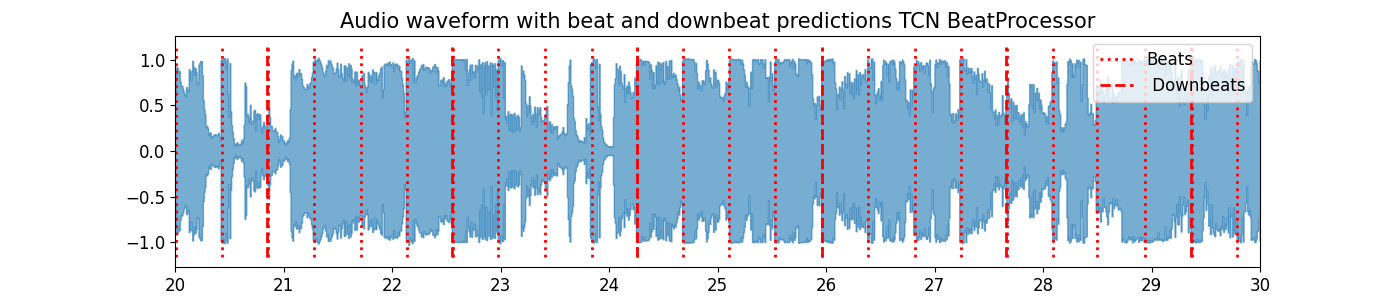 Audio waveform with beat and downbeat predictions TCN BeatProcessor
1.0
0.5
0.0
−0.5
−1.0
Beats
Downbeats
20 21 22 23 24 25 26 27 28 29 30